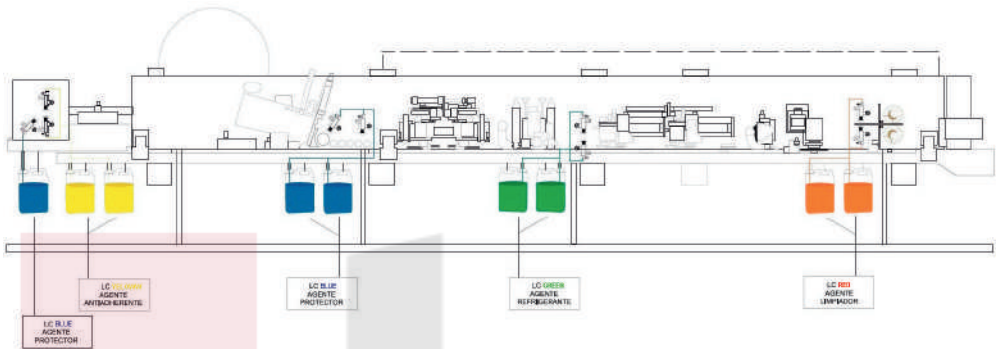 LC YELLOW
AGENTE
ANTIADHERENTE
LC BLUE
AGENTE
PROTECTOR
LC BLUE
AGENTE
PROTECTOR
LC GREEN
AGENTE
REFRIGERANTE
LC RED
AGENTE
LIMPIADOR